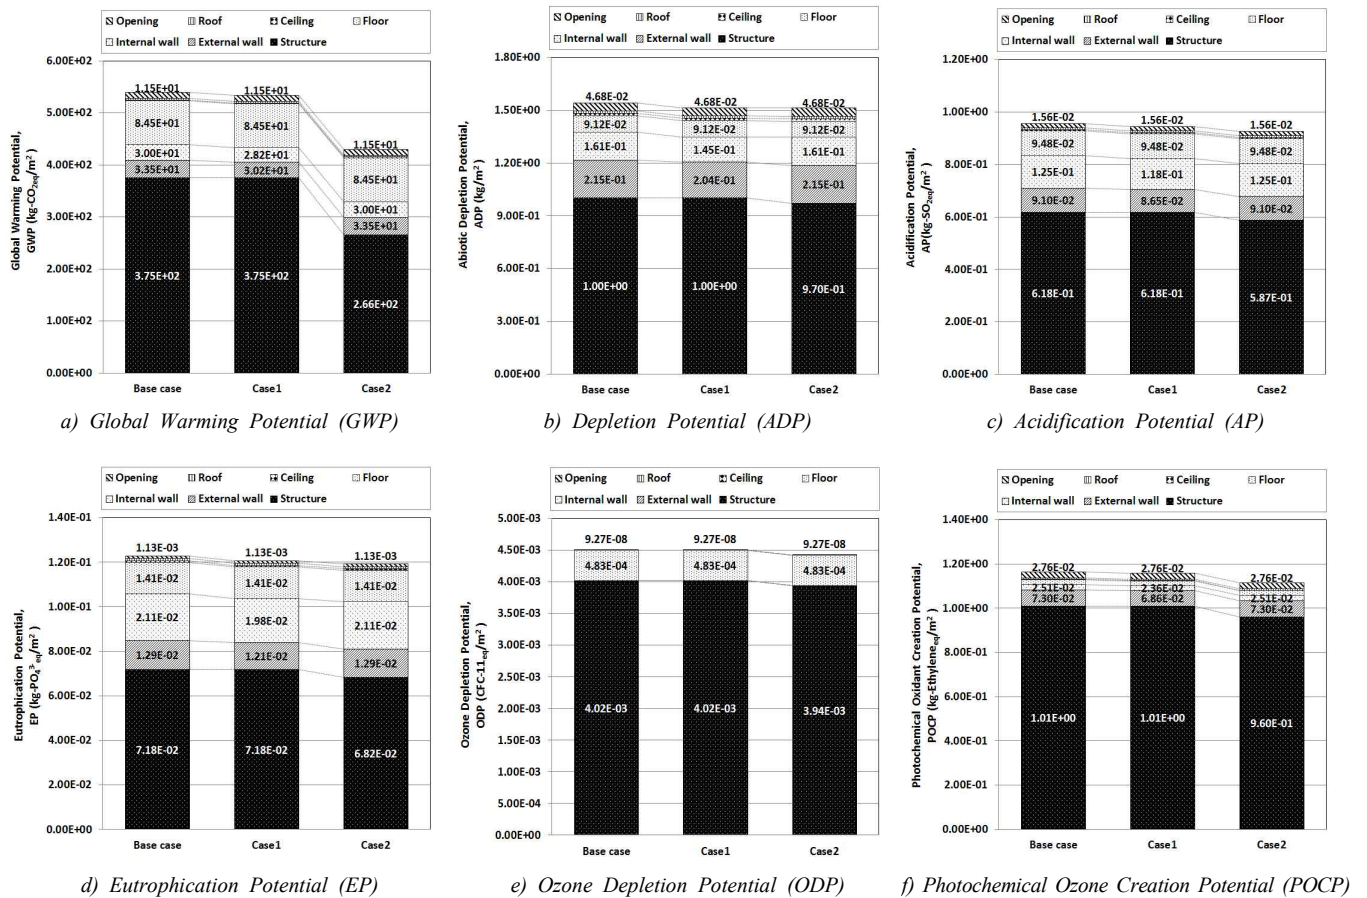 Opening Roof Ceiling Floor
Internal wall External wall Structure
Global Warming Potential,
GWP (kg-CO2eq/m2)
6.00E+02
5.00E+02
4.00E+02
3.00E+02
2.00E+02
1.00E+02
0.00E+00
1.15E+01 1.15E+01 1.15E+01
8.45E+01 8.45E+01 8.45E+01
3.00E+01 2.82E+01 3.00E+01
3.35E+01 3.02E+01 3.35E+01
3.75E+02 3.75E+02 2.66E+02
Base case Case1 Case2
a) Global Warming Potential (GWP)
Opening Roof Ceiling Floor
Internal wall External wall Structure
Abiotic Depletion Potential,
ADP (kg/m2)
1.80E+00
1.50E+00
1.20E+00
9.00E-01
6.00E-01
3.00E-01
0.00E+00
4.68E-02 4.68E-02 4.68E-02
9.12E-02 9.12E-02 9.12E-02
1.61E-01 1.45E-01 1.61E-01
2.15E-01 2.04E-01 2.15E-01
1.00E+00 1.00E+00 9.70E-01
Base case Case1 Case2
b) Depletion Potential (ADP)
Opening Roof Ceiling Floor
Internal wall External wall Structure
Acidification Potential,
AP(kg-SO2eq/m2)
1.20E+00
1.00E+00
8.00E-01
6.00E-01
4.00E-01
2.00E-01
0.00E+00
1.56E-02 1.56E-02 1.56E-02
9.48E-02 9.48E-02 9.48E-02
1.25E-01 1.18E-01 1.25E-01
9.10E-02 8.65E-02 9.10E-02
6.18E-01 6.18E-01 5.87E-01
Base case Case1 Case2
c) Acidification Potential (AP)
Opening Roof Ceiling Floor
Internal wall External wall Structure
Eutrophication Potential,
EP (kg-PO4 3- eq/m2)
1.40E-01
1.20E-01
1.00E-01
8.00E-02
6.00E-02
4.00E-02
2.00E-02
0.00E+00
1.13E-03 1.13E-03 1.13E-03
1.41E-02 1.41E-02 1.41E-02
2.11E-02 1.98E-02 2.11E-02
1.29E-02 1.21E-02 1.29E-02
7.18E-02 7.18E-02 6.82E-02
Base case Case1 Case2
d) Eutrophication Potential (EP)
Opening Roof Ceiling Floor
Internal wall External wall Structure
Ozone Depletion Potential,
ODP (CFC-11eq/m2)
5.00E-03
4.50E-03
4.00E-03
3.50E-03
3.00E-03
2.50E-03
2.00E-03
1.50E-03
1.00E-03
5.00E-04
0.00E+00
9.27E-08 9.27E-08 9.27E-08
4.83E-04 4.83E-04 4.83E-04
4.02E-03 4.02E-03 3.94E-03
Base case Case1 Case2
e) Ozone Depletion Potential (ODP)
Opening Roof Ceiling Floor
Internal wall External wall Structure
Photochemical Oxidant Creation Potential,
POCP (kg-Ethyleneeq/m2)
1.40E+00
1.20E+00
1.00E+00
8.00E-01
6.00E-01
4.00E-01
2.00E-01
0.00E+00
2.76E-02 2.76E-02 2.76E-02
2.51E-02 2.36E-02 2.51E-02
7.30E-02 6.86E-02 7.30E-02
1.01E+00 1.01E+00 9.60E-01
Base case Case1 Case2
f) Photochemical Ozone Creation Potential (POCP)